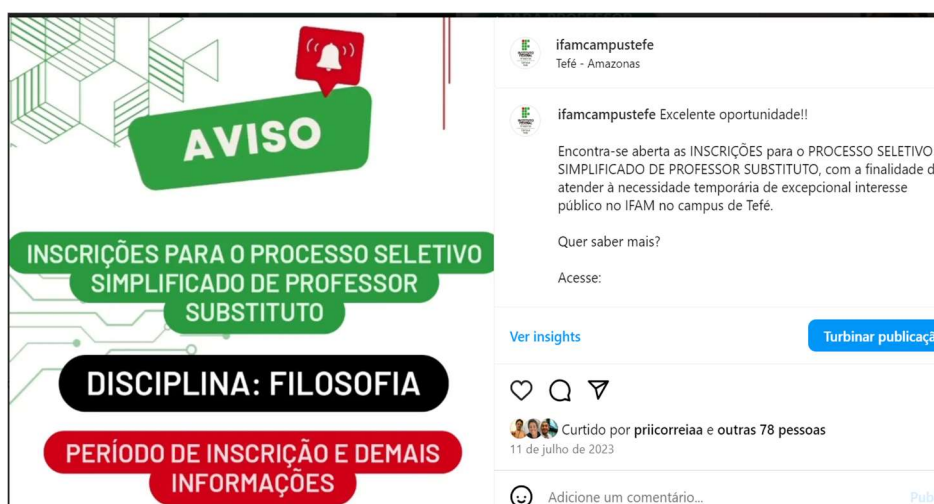 AVISO
INSCRIÇÕES PARA O PROCESSO SELETIVO
SIMPLIFICADO DE PROFESSOR
SUBSTITUTO
DISCIPLINA: FILOSOFIA
PERÍODO DE INSCRIÇÃO E DEMAIS
INFORMAÇÕES
ifamcampustefe
Tefé - Amazonas
ifamcampustefe Excelente oportunidade!!
Encontra-se aberta as INSCRIÇÕES para o PROCESSO SELETIVO
SIMPLIFICADO DE PROFESSOR SUBSTITUTO, com a finalidade d
atender à necessidade temporária de excepcional interesse
público no IFAM no campus de Tefé.
Quer saber mais?
Acesse:
Ver insights
Turbinar publicaçã
Curtido por priicorreiaa e outras 78 pessoas
11 de julho de 2023
Adicione um comentário...
Pub